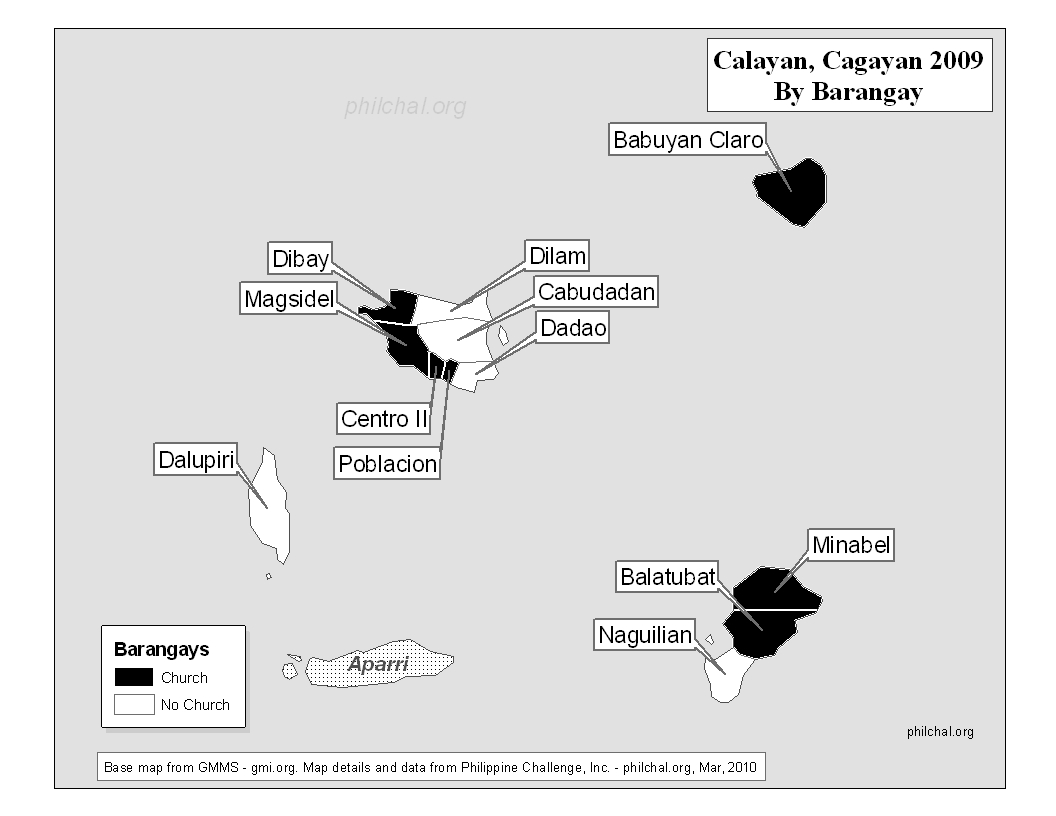 Calayan, Cagayan 2009
By Barangay
philchal.org
Babuyan Claro
Dibay
Dilam
Magsidel
Cabudadan
Dadao
Centro II
Poblacion
Dalupiri
Minabel
Balatubat
Naguilian
Aparri
Barangays
Church
No Church
philchal.org
Base map from GMMS - gmi.org. Map details and data from Philippine Challenge, Inc. - philchal.org, Mar, 2010